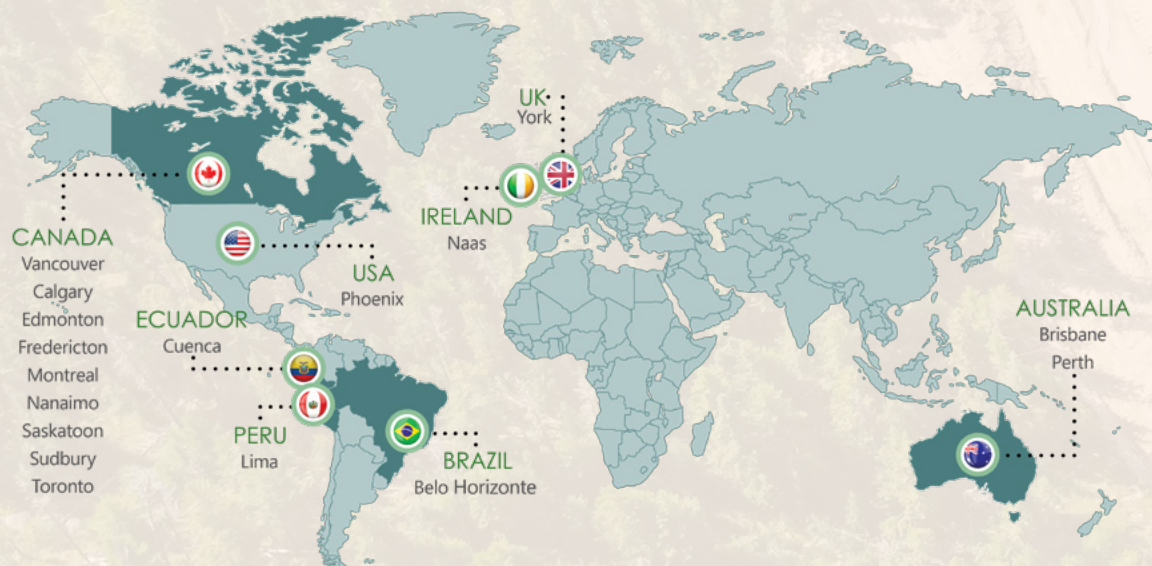 CANADA
Vancouver
Calgary
Edmonton
Fredericton
Montreal
Nanaimo
Saskatoon
Sudbury
Toronto
USA
Phoenix
ECUADOR
Cuenca
PERU
Lima
BRAZIL
Belo Horizonte
UK
York
IRELAND
Naas
AUSTRALIA
Brisbane
Perth